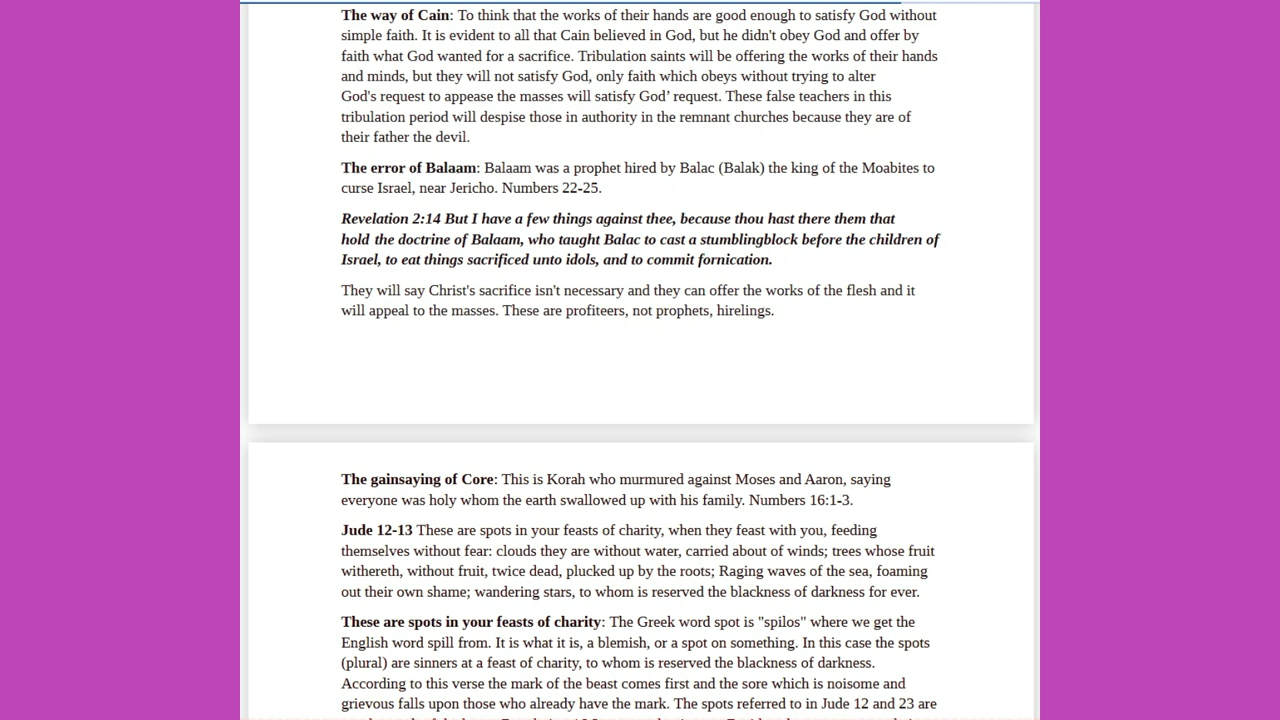 The way of Cain: To think that the works of their hands are good enough to satisfy God without
simple faith. It is evident to all that Cain believed in God, but he didn't obey God and offer by
faith what God wanted for a sacrifice. Tribulation saints will be offering the works of their hands
and minds, but they will not satisfy God, only faith which obeys without trying to alter
God's request to appease the masses will satisfy God’ request. These false teachers in this
tribulation period will despise those in authority in the remnant churches because they are of
their father the devil.
The error of Balaam: Balaam was a prophet hired by Balac (Balak) the king of the Moabites to
curse Israel, near Jericho. Numbers 22-25.
Revelation 2:14 But I have a few things against thee, because thou hast there them that
hold the doctrine of Balaam, who taught Balac to cast a stumblingblock before the children of
Israel, to eat things sacrificed unto idols, and to commit fornication.
They will say Christ's sacrifice isn't necessary and they can offer the works of the flesh and it
will appeal to the masses. These are profiteers, not prophets, hirelings.
The gainsaying of Core: This is Korah who murmured against Moses and Aaron, saying
everyone was holy whom the earth swallowed up with his family. Numbers 16:1-3.
Jude 12-13 These are spots in your feasts of charity, when they feast with you, feeding
themselves without fear: clouds they are without water, carried about of winds; trees whose fruit
withereth, without fruit, twice dead, plucked up by the roots; Raging waves of the sea, foaming
out their own shame; wandering stars, to whom is reserved the blackness of darkness for ever.
These are spots in your feasts of charity: The Greek word spot is "spilos" where we get the
English word spill from. It is what it is, a blemish, or a spot on something. In this case the spots
(plural) are sinners at a feast of charity, to whom is reserved the blackness of darkness.
According to this verse the mark of the beast comes first and the sore which is noisome and
grievous falls upon those who already have the mark. The spots referred to in Jude 12 and 23 are